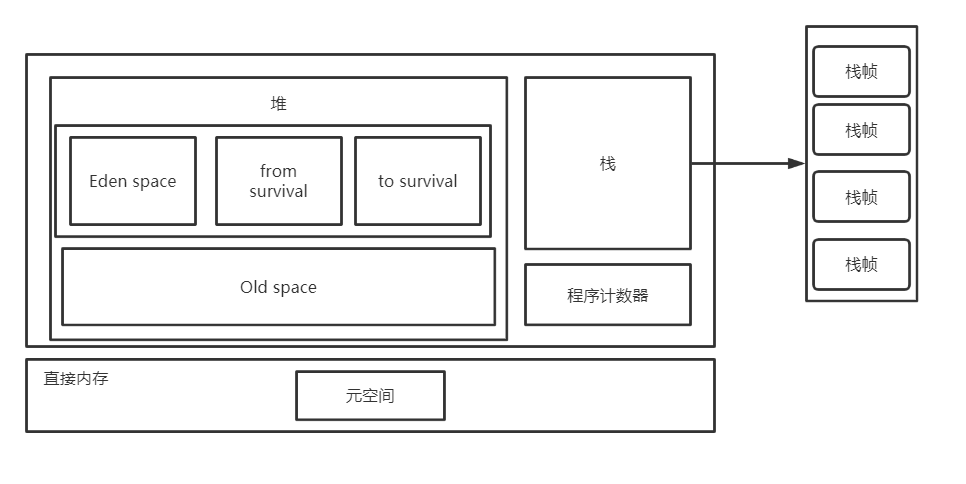 堆
Eden space
from
survival
to survival
Old space
栈
程序计数器
直接内存
元空间
栈帧
栈帧
栈帧
栈帧